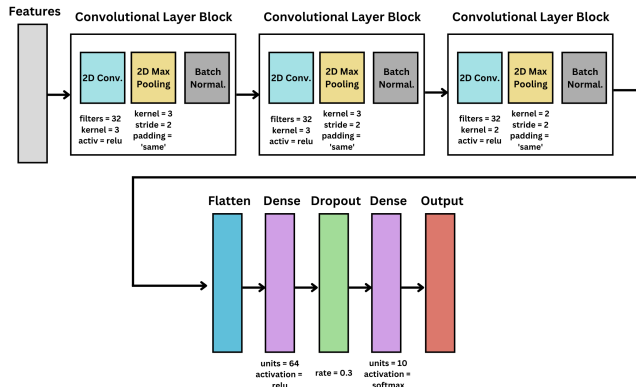 Features
Convolutional Layer Block
Convolutional Layer Block
Convolutional Layer Block
2D Conv.
2D Max
Pooling
Batch
Normal.
filters = 32
kernel = 3
activ = relu
kernel = 3
stride = 2
padding =
'same'
2D Conv.
2D Max
Pooling
Batch
Normal.
filters = 32
kernel = 3
activ = relu
kernel = 3
stride = 2
padding =
'same'
2D Conv.
2D Max
Pooling
Batch
Normal.
filters = 32
kernel = 2
activ = relu
kernel = 2
stride = 2
padding =
'same'
Flatten
Dense
Dropout
Dense
Output
units = 64
activation =
relu
rate = 0.3
units = 10
activation =
softmax